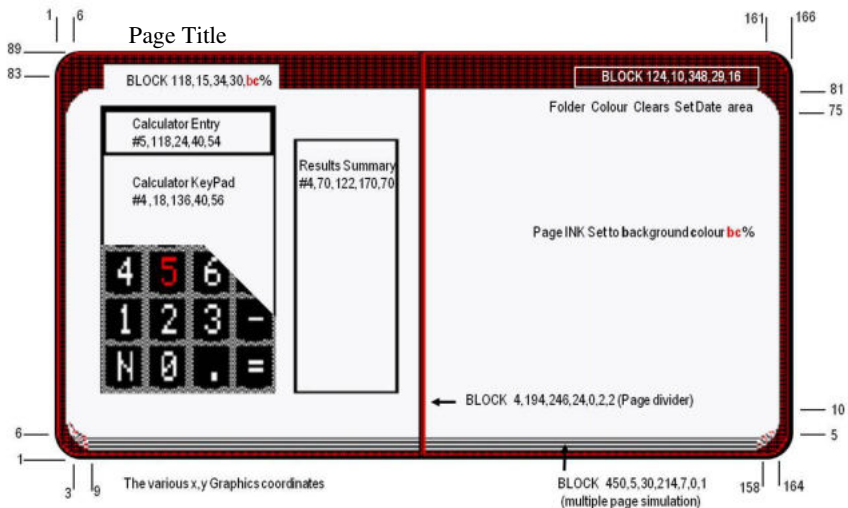 1 6
161 166
Page Title
89
83
BLOCK 118,15,34,30,bc%
BLOCK 124,10,348,29,16
81
75
Folder Colour Clears SetDate area
Calculator Entry
#5,118,24,40,54
Results Summary
#4,70,122,170,70
Calculator KeyPad
#4,18,136,40,56
Page INK Set to background colour bc%
4 5 6
1 2 3 -
N 0 . =
BLOCK 4,194,246,24,0,2,2 (Page divider)
10
5
6
1
3 9
The various x,y Graphics coordinates
BLOCK 450,5,30,214,7,0,1
(multiple page simulation)
158 164